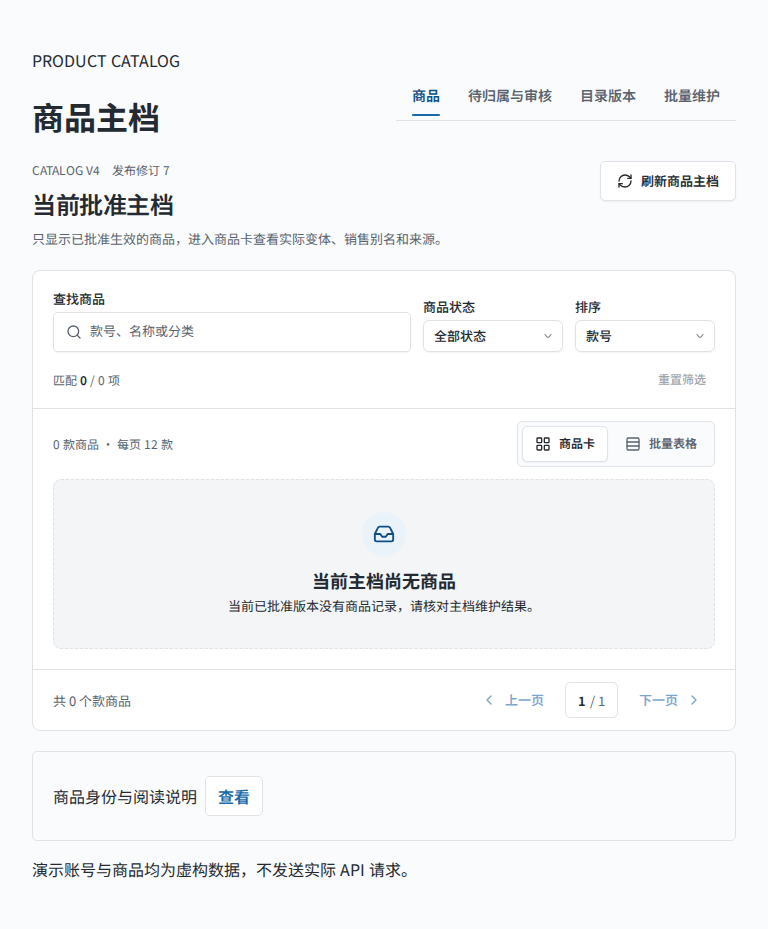 PRODUCT CATALOG
商品主档
商品 待归属与审核 目录版本 批量维护
CATALOG V4 发布修订 7
当前批准主档
只显示已批准生效的商品，进入商品卡查看实际变体、销售别名和来源。
刷新商品主档
查找商品
款号、名称或分类
商品状态
全部状态
排序
款号
匹配 0 / 0 项
重置筛选
0 款商品 · 每页 12 款
商品卡
批量表格
当前主档尚无商品
当前已批准版本没有商品记录，请核对主档维护结果。
共 0 个款商品
上一页
1 / 1
下一页
商品身份与阅读说明 查看
演示账号与商品均为虚构数据，不发送实际 API 请求。